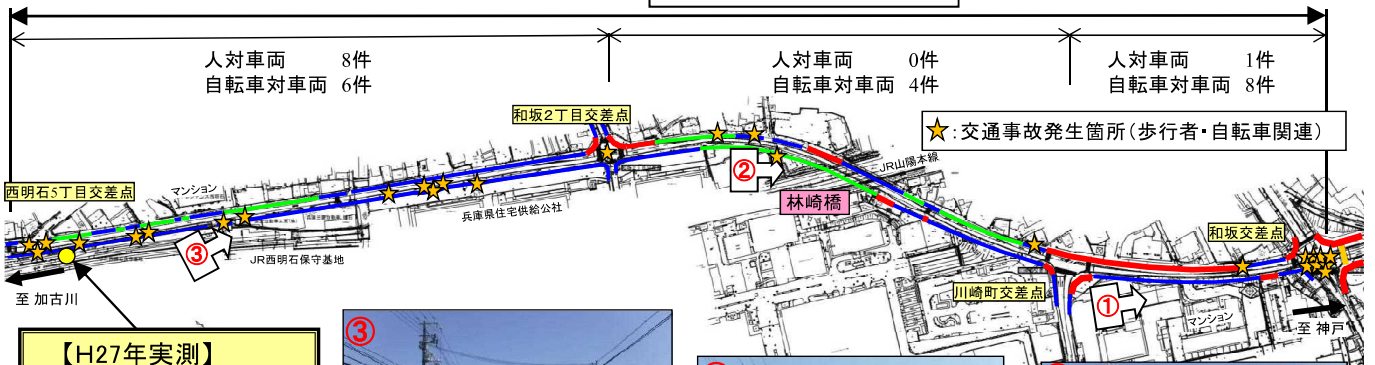 人対車両 8件
自転車対車両 6件
人対車両 0件
自転車対車両 4件
人対車両 1件
自転車対車両 8件
★:交通事故発生箇所(歩行者・自転車関連)
和坂2丁目交差点
西明石5丁目交差点
マンション
②
JR山陽本線
林崎橋
兵庫県住宅供給公社
和坂交差点
③
JR西明石保守基地
至 加古川
川崎町交差点
①
マンション
至 神戸
【H27年実測】
③